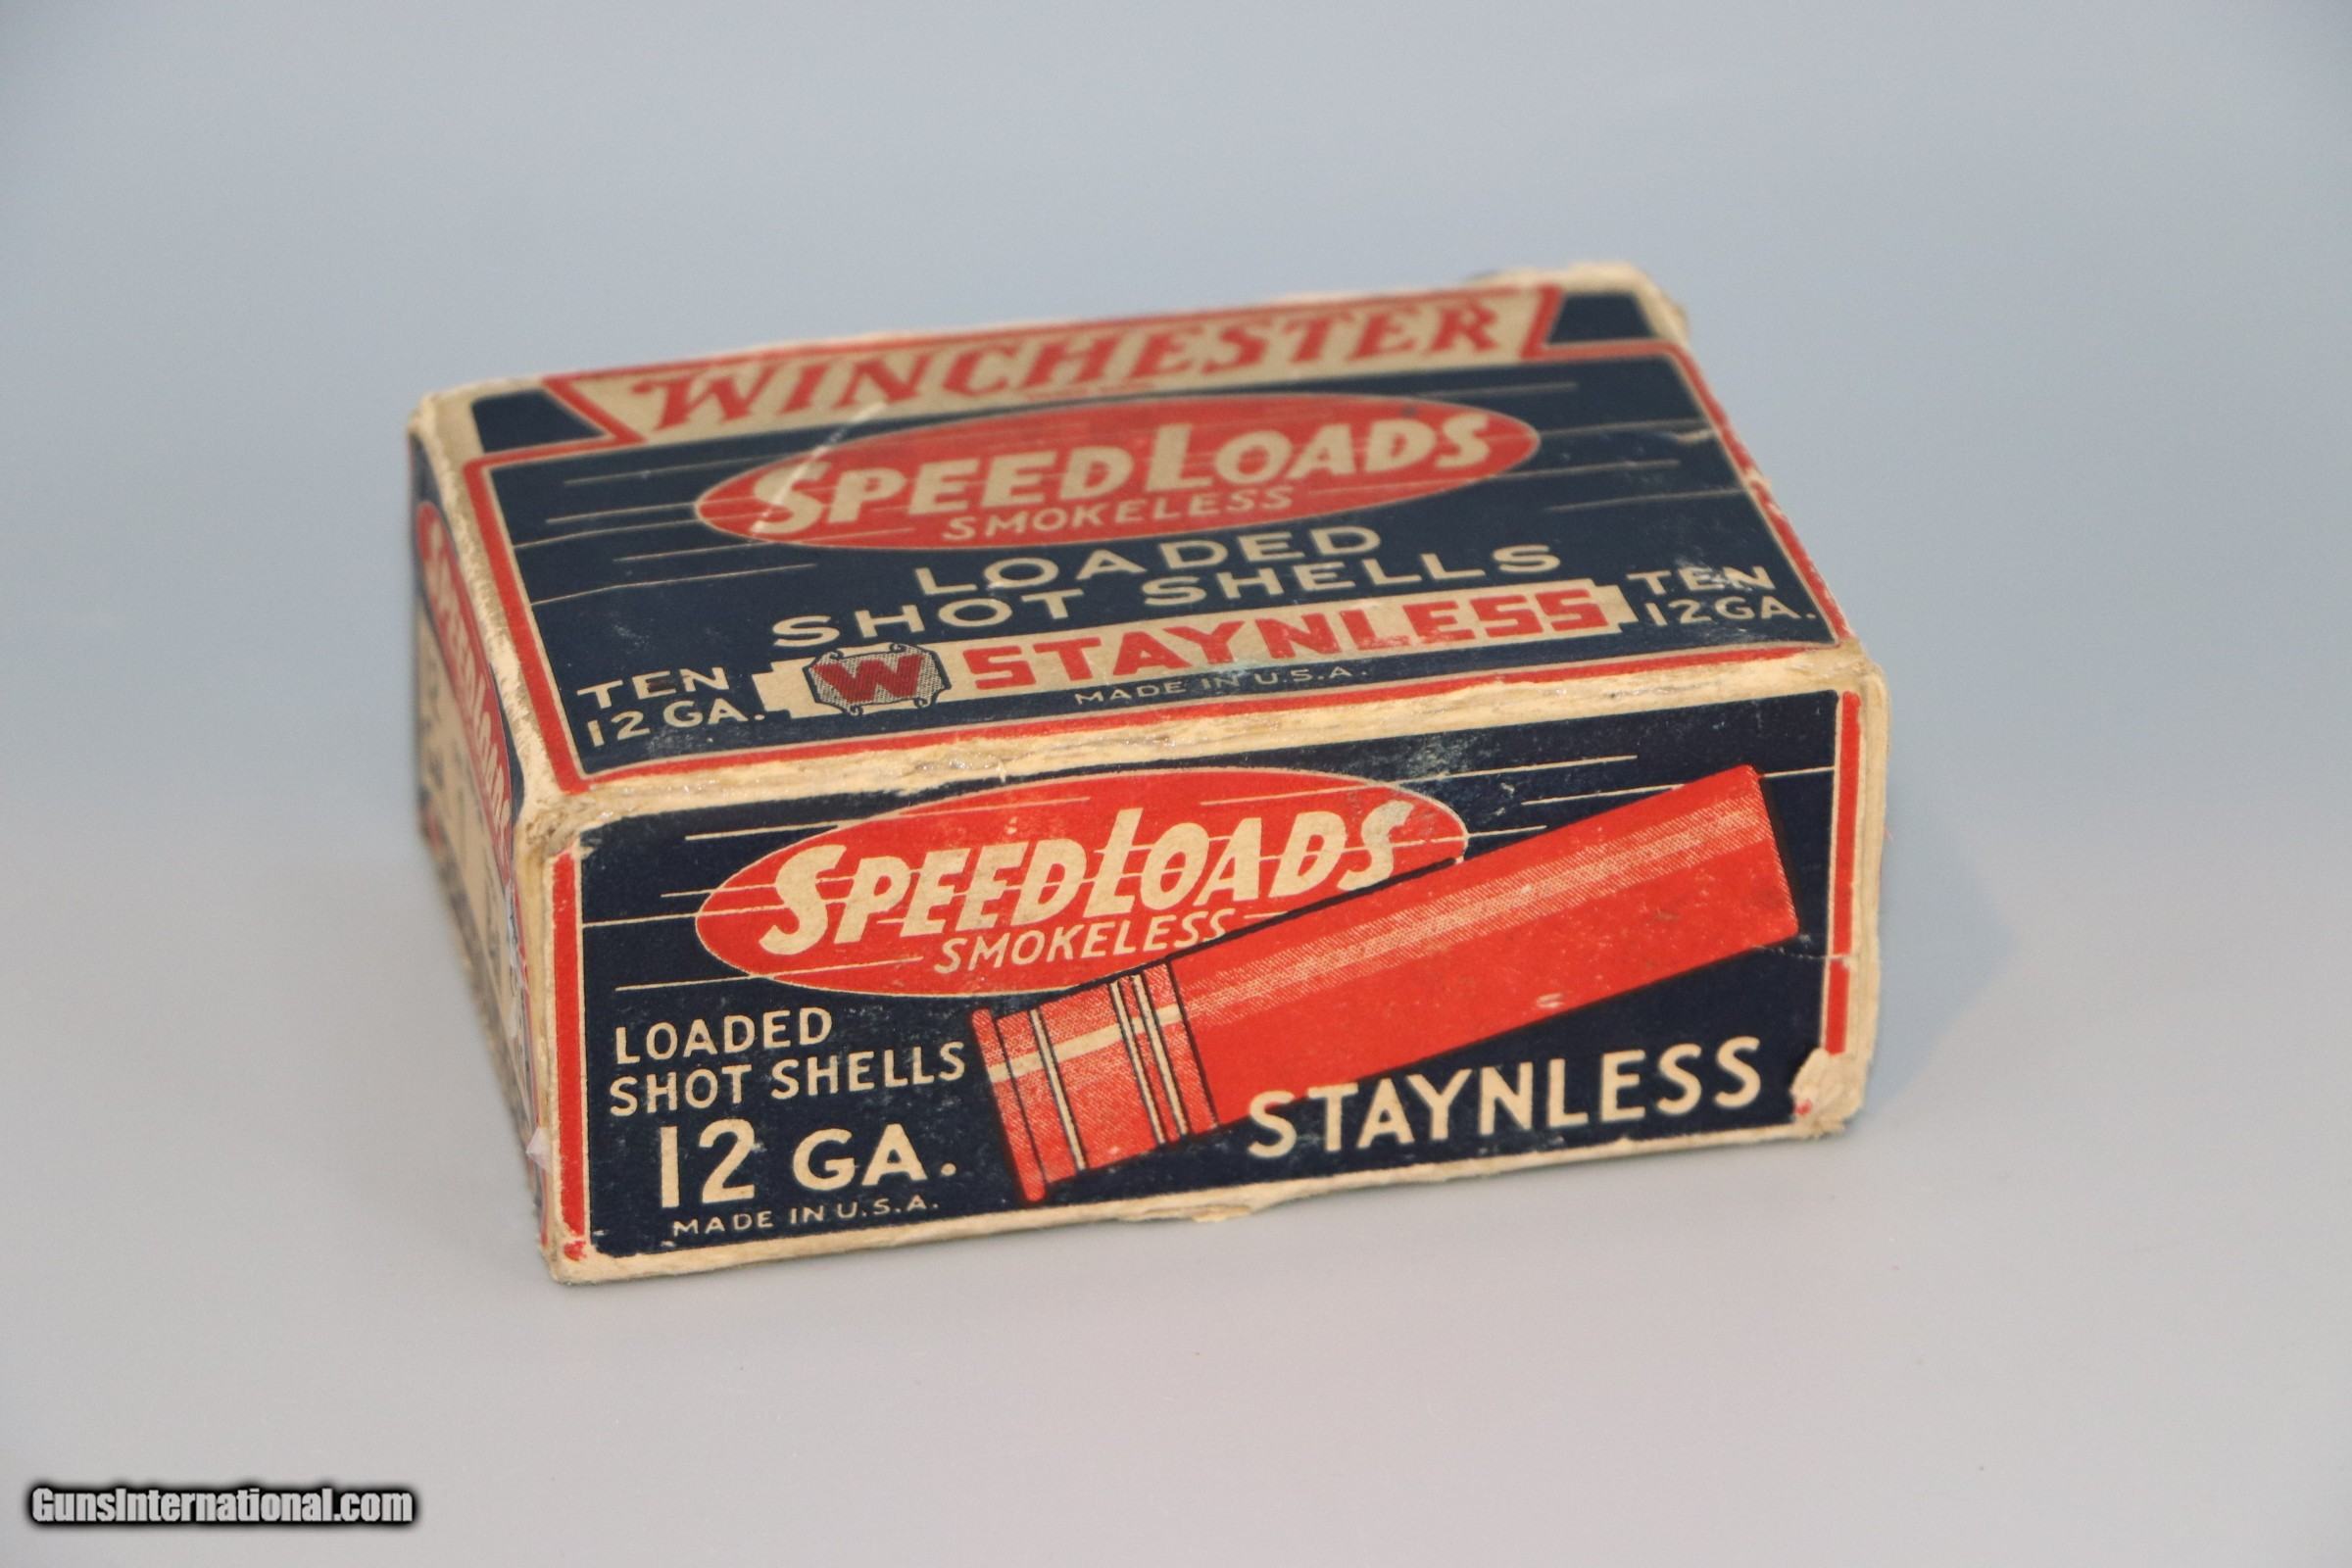 WINCHESTER
SPEEDLOADS
SMOKELESS
LOADED
SHOT SHELLS
TEN
12 GA.
W STAYNLESS
TEN
12 GA.
MADE IN U.S.A.
SPEEDLOADS
SMOKELESS
LOADED
SHOT SHELLS
12 GA.
MADE IN U.S.A.
STAYNLESS
SPEEDLOADS
GunsInternational.com